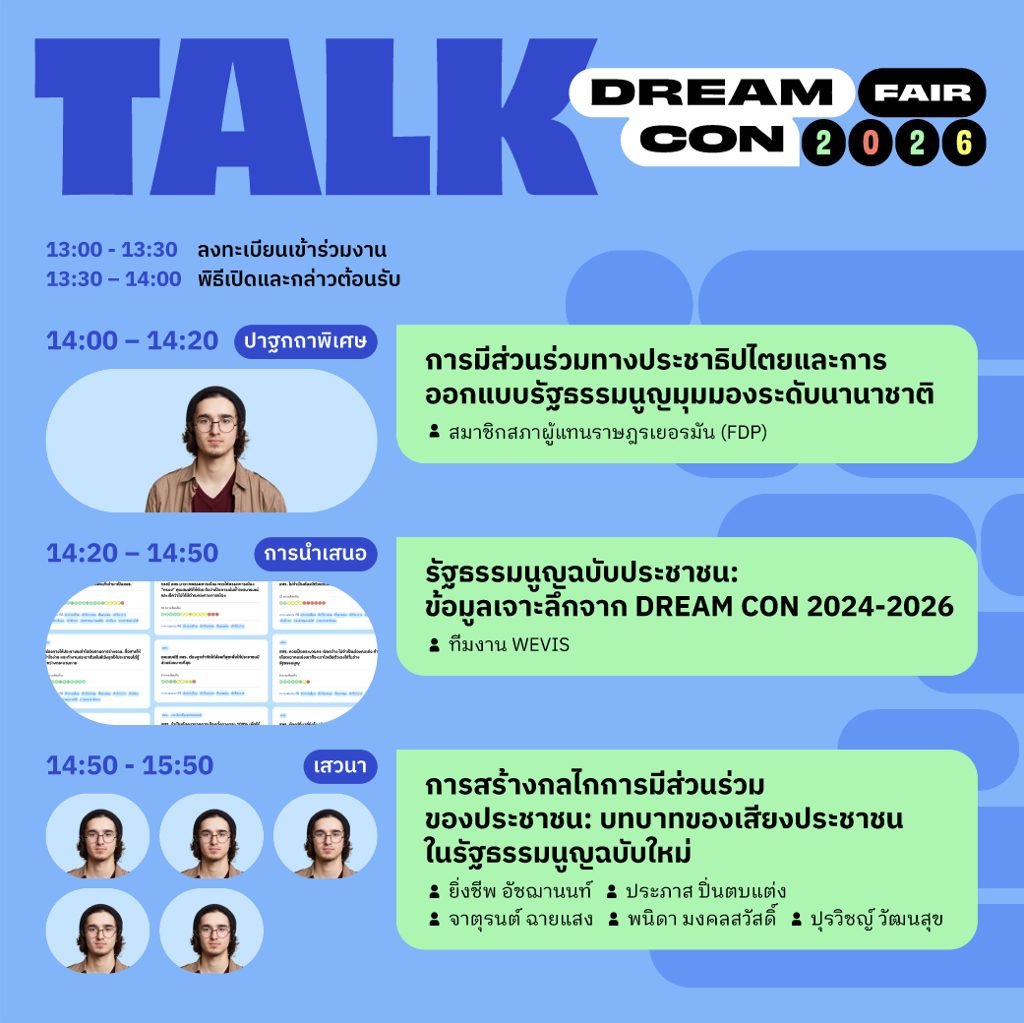 TALK
DREAM FAIR
CON 2026
13:00 - 13:30 ลงทะเบียนเข้าร่วมงาน
13:30 – 14:00 พิธีเปิดและกล่าวต้อนรับ
14:00 – 14:20 ปาฐกถาพิเศษ
การมีส่วนร่วมทางประชาธิปไตยและการ
ออกแบบรัฐธรรมนูญมุมมองระดับนานาชาติ
สมาชิกสภาผู้แทนราษฎรเยอรมัน (FDP)
14:20 – 14:50 การนำเสนอ
รัฐธรรมนูญฉบับประชาชน:
ข้อมูลเจาะลึกจาก DREAM CON 2024-2026
ทีมงาน WEVIS
14:50 - 15:50 เสวนา
การสร้างกลไกการมีส่วนร่วม
ของประชาชน: บทบาทของเสียงประชาชน
ในรัฐธรรมนูญฉบับใหม่
ยิ่งชีพ อัชฌานนท์ ประภาส ปิ่นตบแต่ง
จาตุรนต์ ฉายแสง พนิดา มงคลสวัสดิ์ ปุรวิชญ์ วัฒนสุข